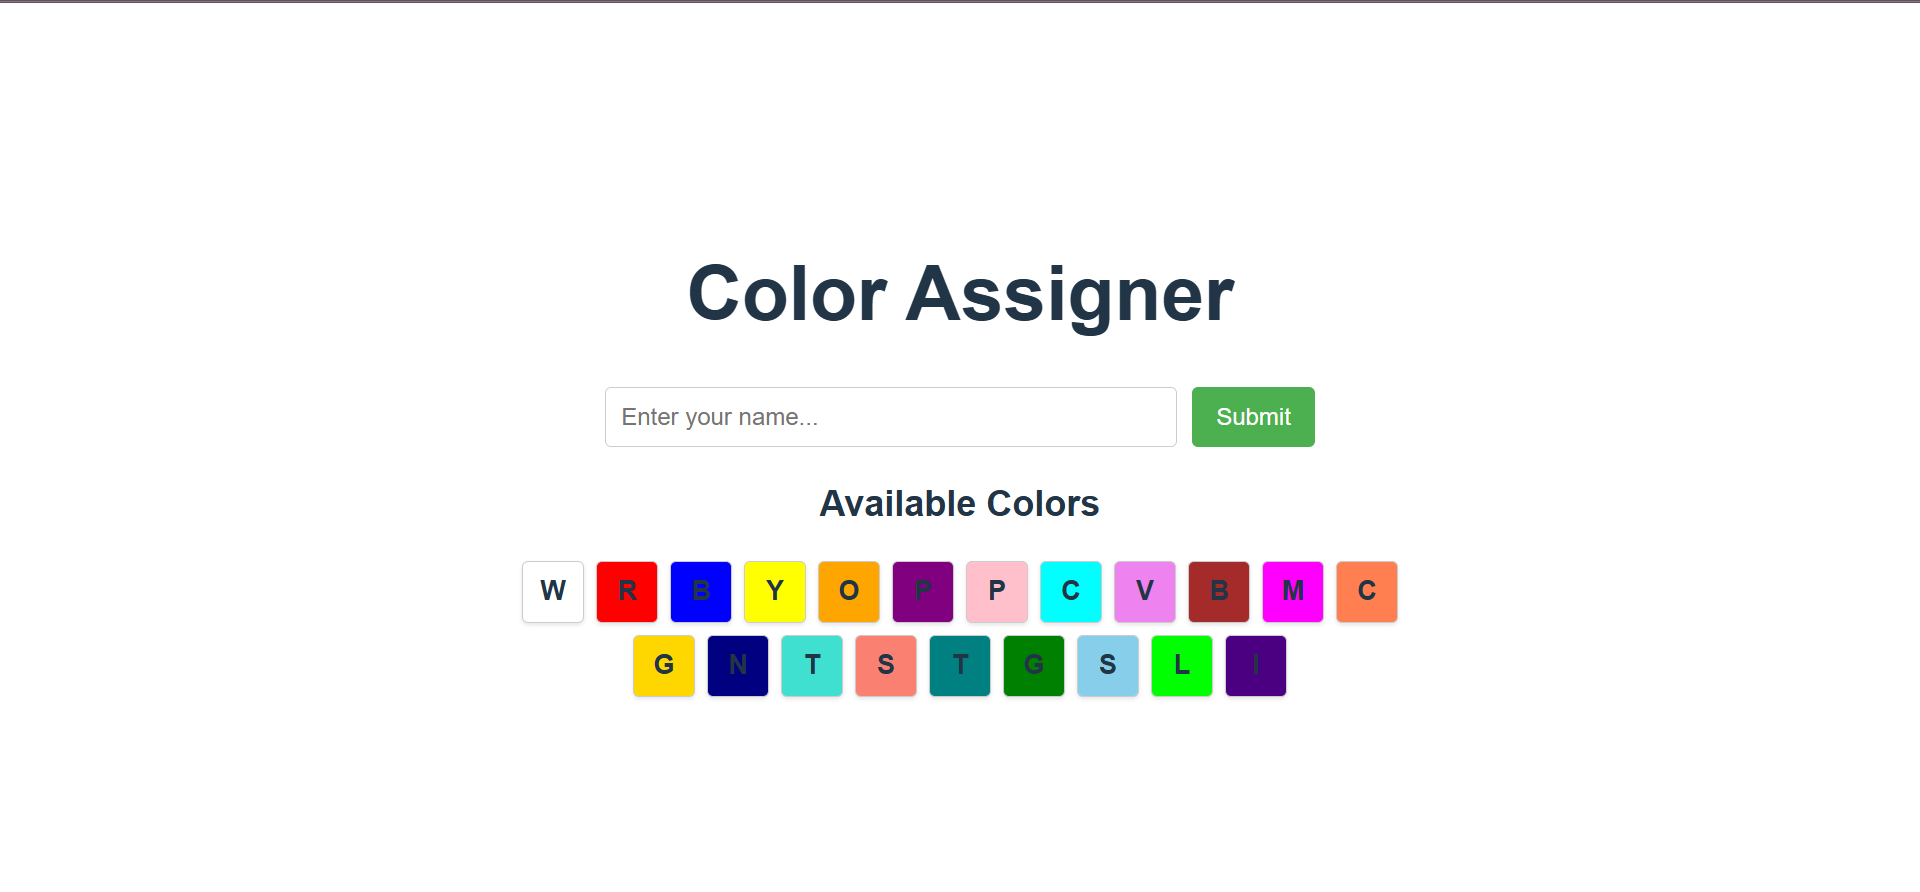 Color Assigner
Enter your name...
Submit
Available Colors
W R B Y O P P C V B M C
G N T S T G S L I